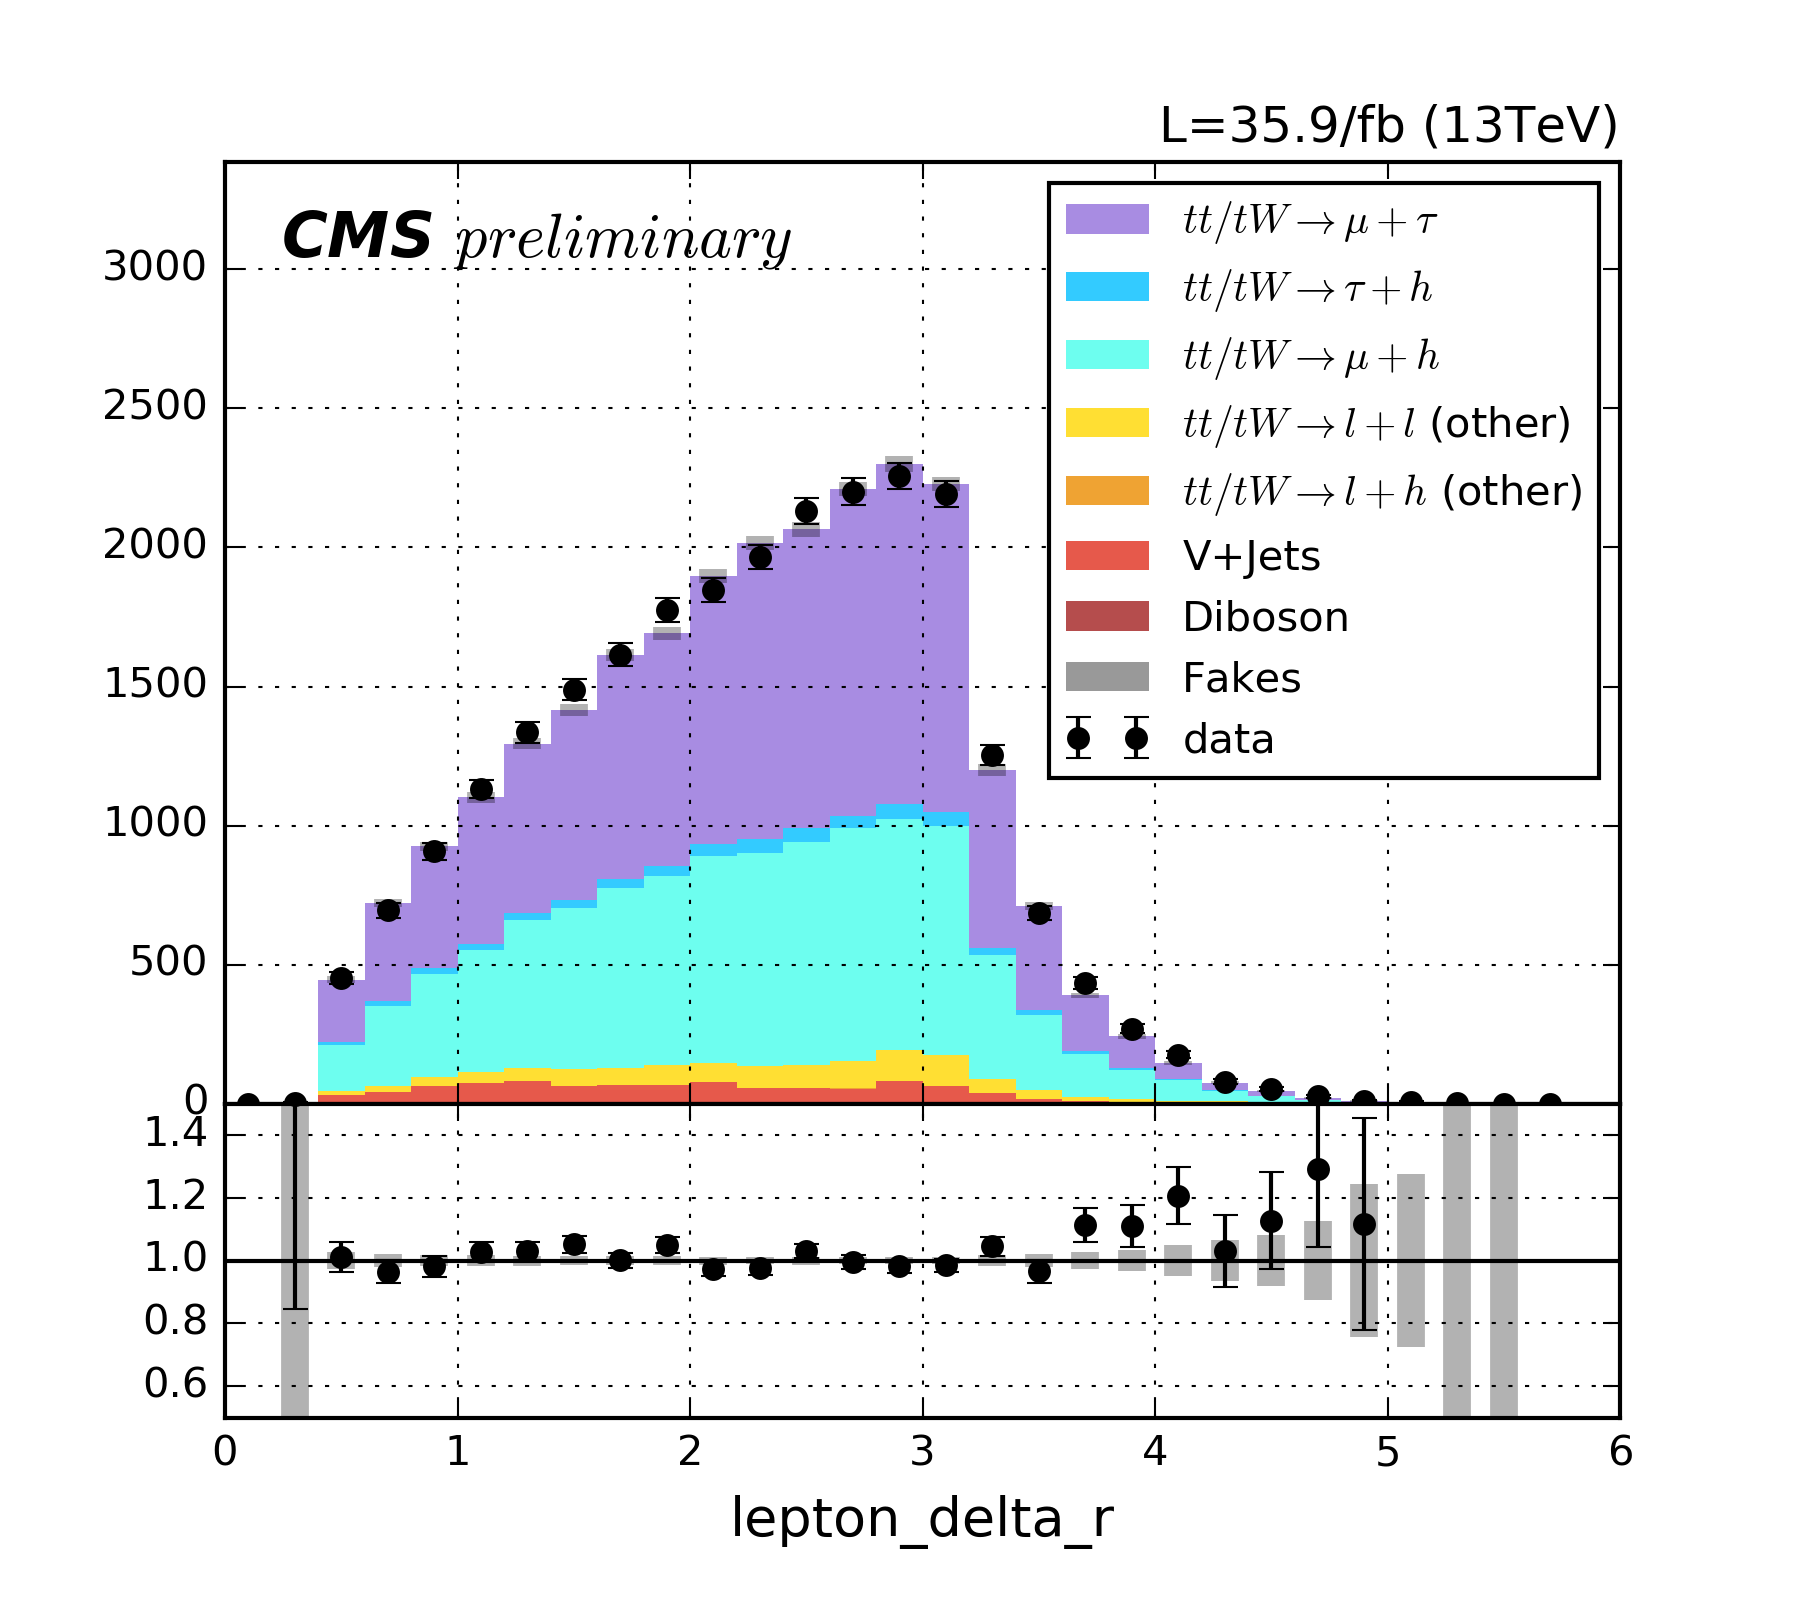 L=35.9/fb (13TeV)
CMS preliminary
tt/tW → μ + τ
tt/tW → τ + h
tt/tW → μ + h
tt/tW → l + l (other)
tt/tW → l + h (other)
V+Jets
Diboson
Fakes
data
3000
2500
2000
1500
1000
500
0
1.4
1.2
1.0
0.8
0.6
0 1 2 3 4 5 6
lepton_delta_r